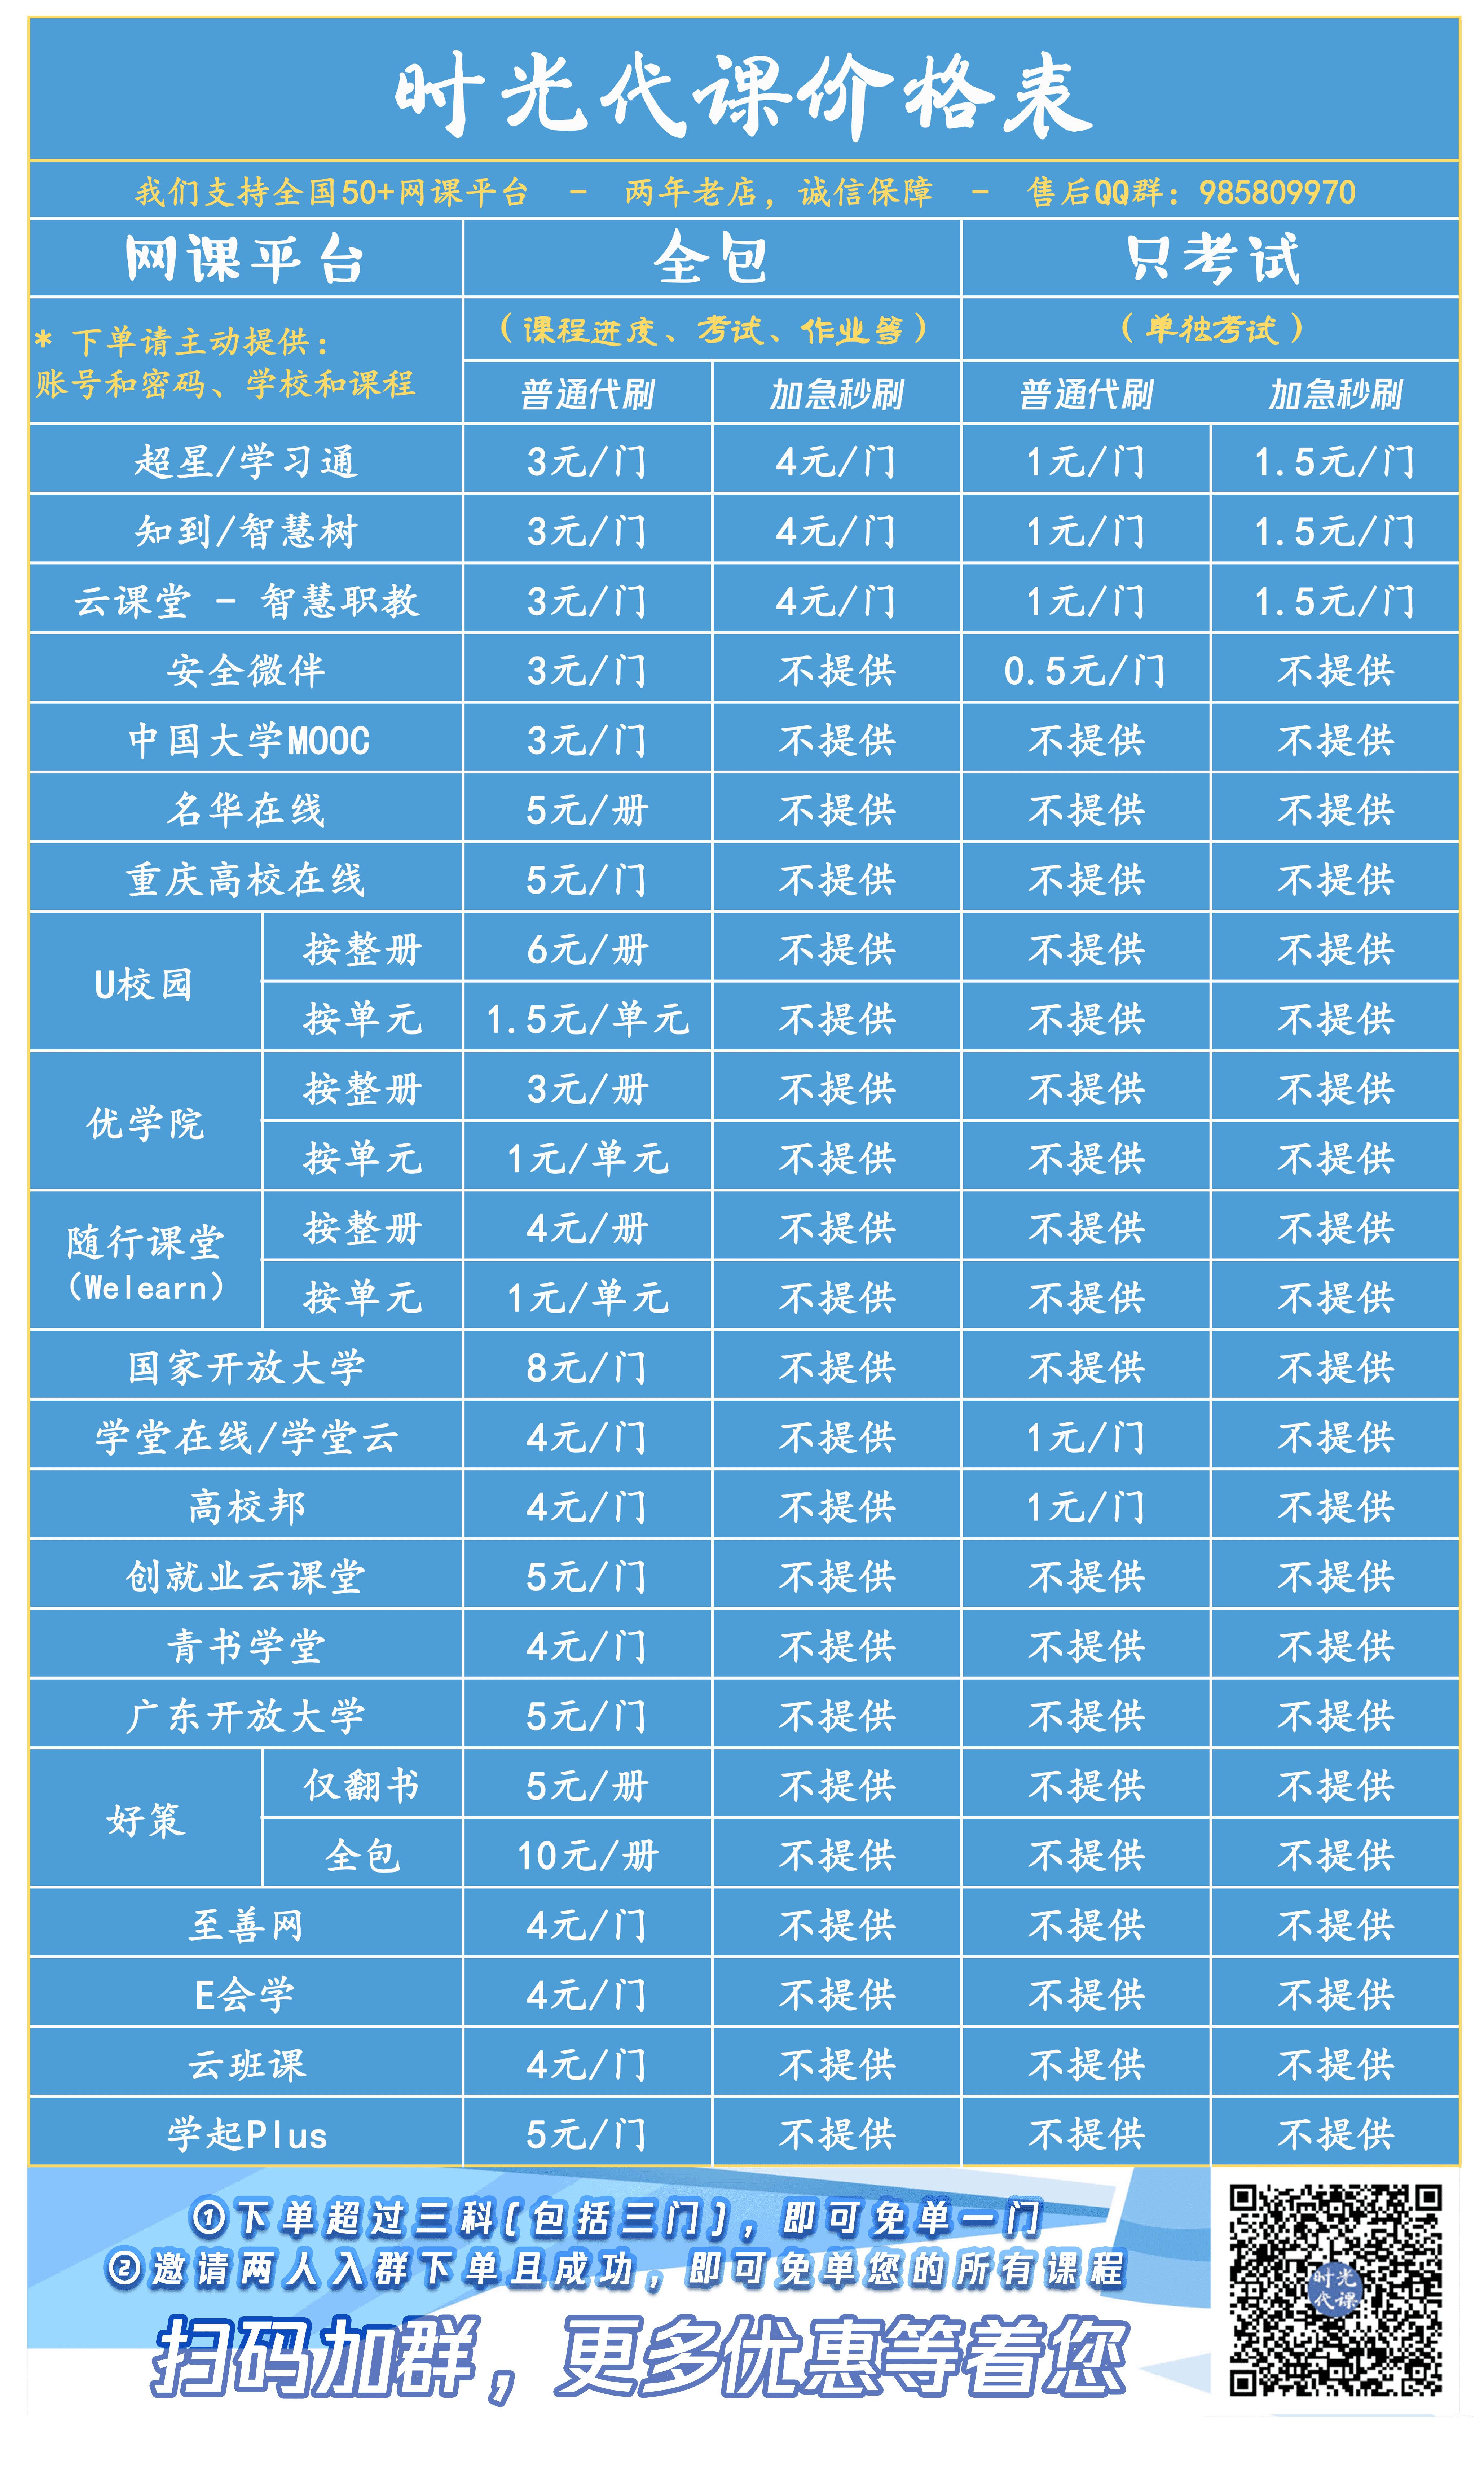 时光代课价格表
我们支持全国50+网课平台 - 两年老店，诚信保障 - 售后QQ群：985809970
网课平台 全包 只考试
* 下单请主动提供：
账号和密码、学校和课程
（课程进度、考试、作业等） （单独考试）
普通代刷 加急秒刷 普通代刷 加急秒刷
超星/学习通 3元/门 4元/门 1元/门 1.5元/门
知到/智慧树 3元/门 4元/门 1元/门 1.5元/门
云课堂 - 智慧职教 3元/门 4元/门 1元/门 1.5元/门
安全微伴 3元/门 不提供 0.5元/门 不提供
中国大学MOOC 3元/门 不提供 不提供 不提供
名华在线 5元/册 不提供 不提供 不提供
重庆高校在线 5元/门 不提供 不提供 不提供
U校园 按整册 6元/册 不提供 不提供 不提供
按单元 1.5元/单元 不提供 不提供 不提供
优学院 按整册 3元/册 不提供 不提供 不提供
按单元 1元/单元 不提供 不提供 不提供
随行课堂
（Welearn）
按整册 4元/册 不提供 不提供 不提供
按单元 1元/单元 不提供 不提供 不提供
国家开放大学 8元/门 不提供 不提供 不提供
学堂在线/学堂云 4元/门 不提供 1元/门 不提供
高校邦 4元/门 不提供 1元/门 不提供
创就业云课堂 5元/门 不提供 不提供 不提供
青书学堂 4元/门 不提供 不提供 不提供
广东开放大学 5元/门 不提供 不提供 不提供
好策 仅翻书 5元/册 不提供 不提供 不提供
全包 10元/册 不提供 不提供 不提供
至善网 4元/门 不提供 不提供 不提供
E会学 4元/门 不提供 不提供 不提供
云班课 4元/门 不提供 不提供 不提供
学起Plus 5元/门 不提供 不提供 不提供
①下单超过三科(包括三门)，即可免单一门
②邀请两人入群下单且成功，即可免单您的所有课程
扫码加群，更多优惠等着您
时光
代课